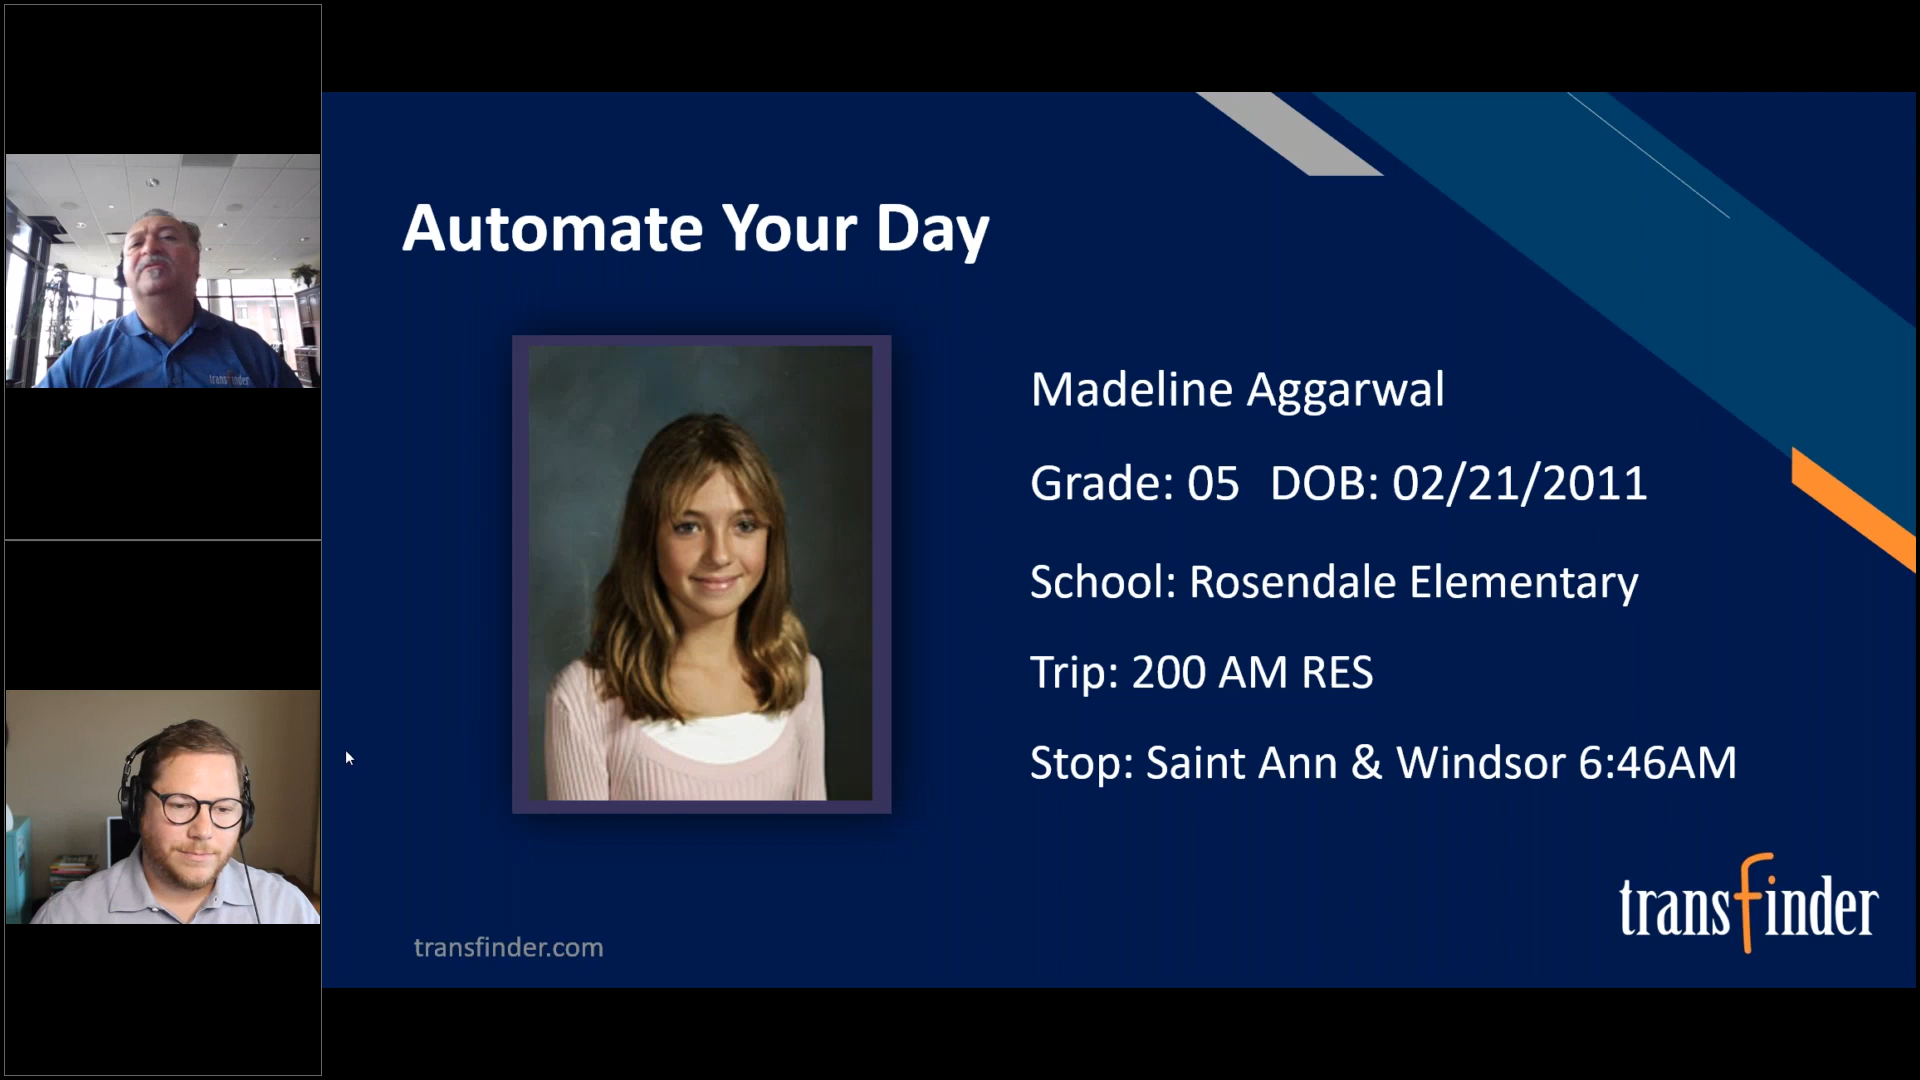 Automate Your Day
Madeline Aggarwal
Grade: 05 DOB: 02/21/2011
School: Rosendale Elementary
Trip: 200 AM RES
Stop: Saint Ann & Windsor 6:46AM
transfinder
transfinder.com
transfinder